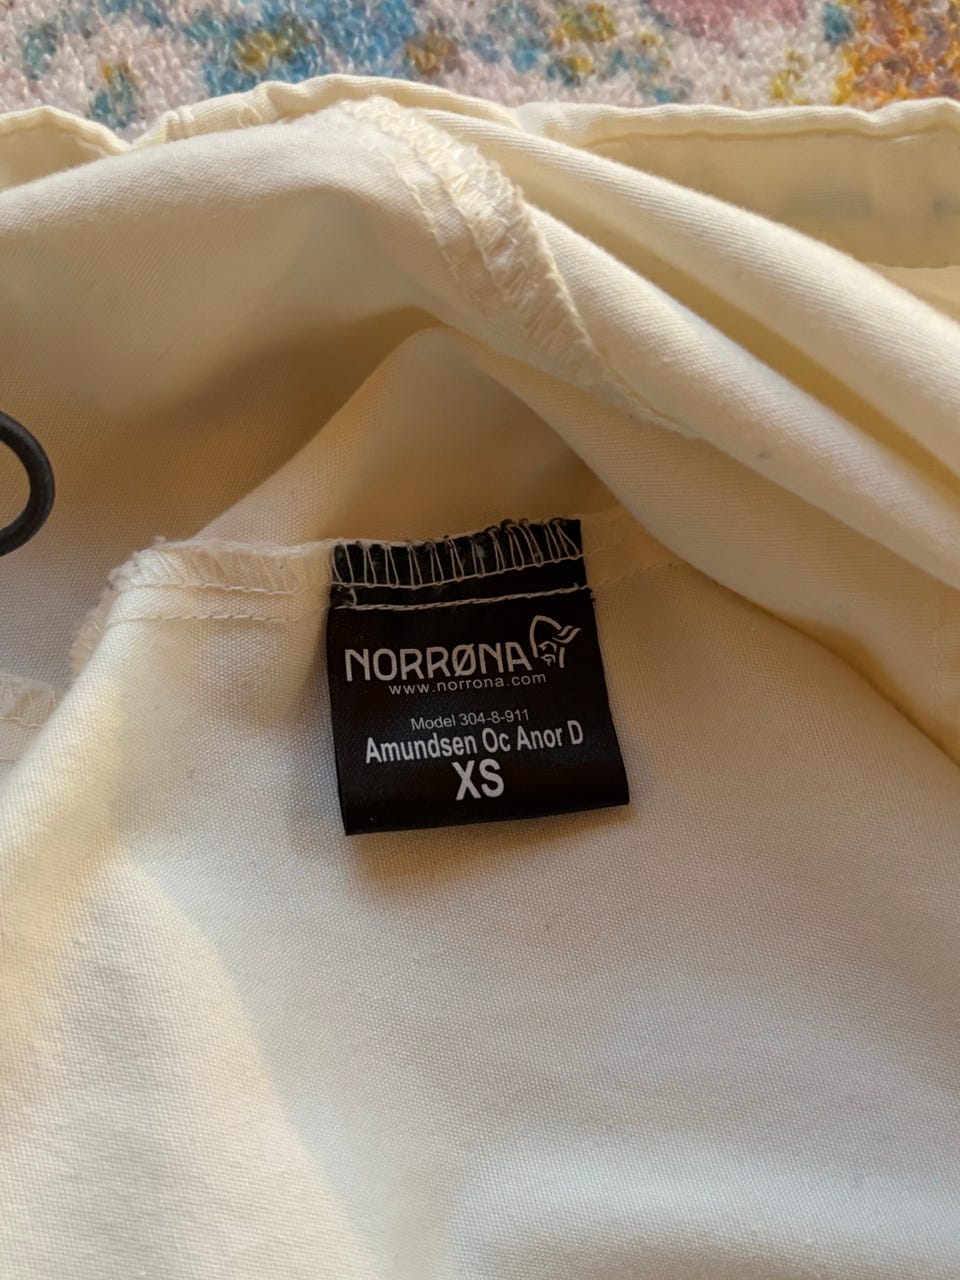 NORRØNA
www.norrona.com
Model 304-8-911
Amundsen Oc Anor D
XS